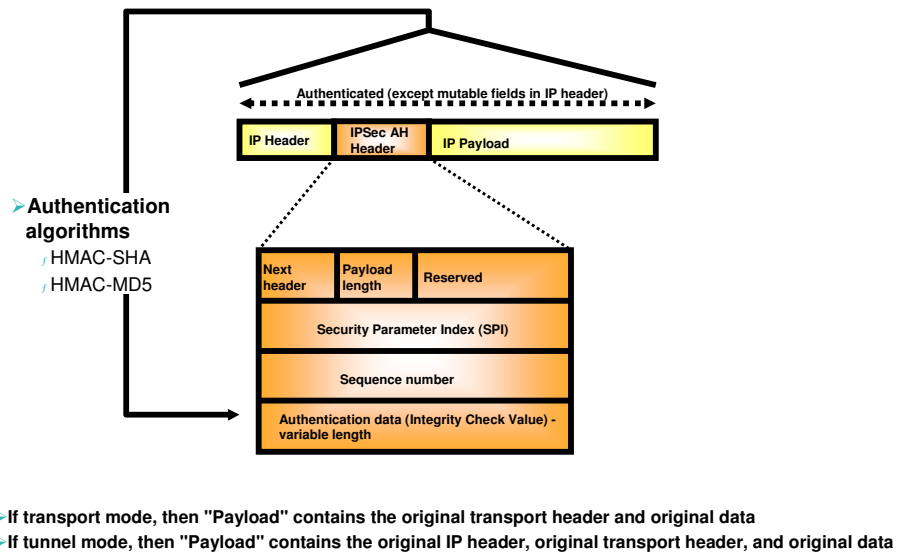 Authenticated (except mutable fields in IP header)
IP Header
IPSec AH
Header
IP Payload
➢Authentication
algorithms
ƒHMAC-SHA
ƒHMAC-MD5
Next
header
Payload
length
Reserved
Security Parameter Index (SPI)
Sequence number
Authentication data (Integrity Check Value) -
variable length
➢If transport mode, then "Payload" contains the original transport header and original data
➢If tunnel mode, then "Payload" contains the original IP header, original transport header, and original data